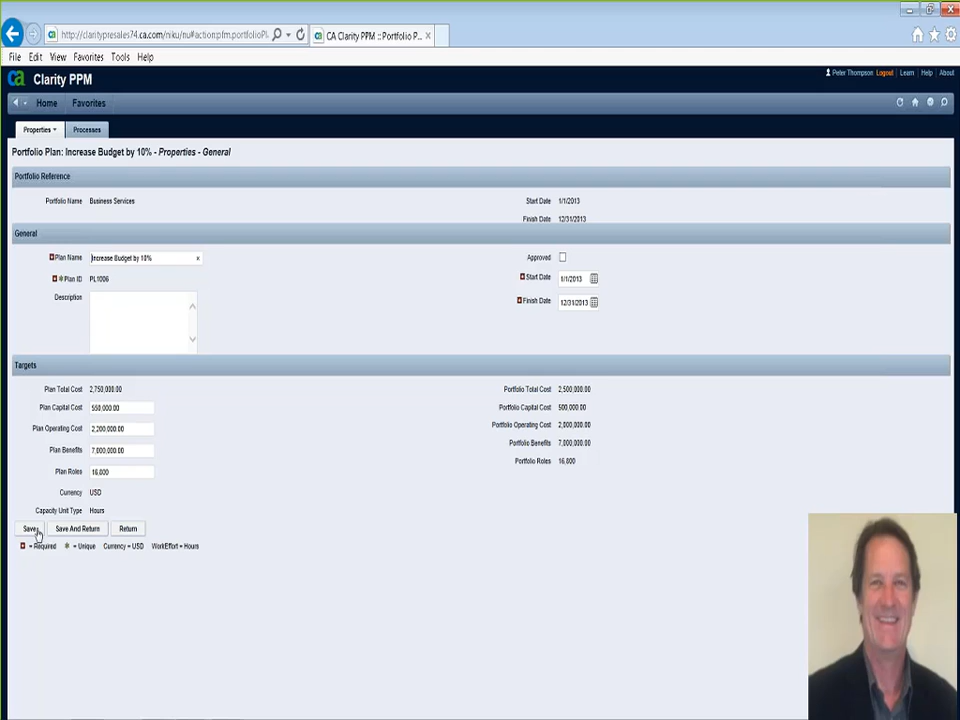 http://claritypresales74.ca.com/niku/nu#action:pfm.portfolioPl
CA Clarity PPM :: Portfolio P... ×
File Edit View Favorites Tools Help
ca Clarity PPM
Peter Thompson Logout Learn Help About
Home Favorites
Properties Processes
Portfolio Plan: Increase Budget by 10% - Properties - General
Portfolio Reference
Portfolio Name Business Services Start Date 1/1/2013
Finish Date 12/31/2013
General
Plan Name Increase Budget by 10% x Approved
Plan ID PL1006 Start Date 1/1/2013
Description Finish Date 12/31/2013
Targets
Plan Total Cost 2,750,000.00 Portfolio Total Cost 2,500,000.00
Plan Capital Cost 550,000.00 Portfolio Capital Cost 500,000.00
Plan Operating Cost 2,200,000.00 Portfolio Operating Cost 2,000,000.00
Plan Benefits 7,000,000.00 Portfolio Benefits 7,000,000.00
Plan Roles 16,800 Portfolio Roles 16,800
Currency USD
Capacity Unit Type Hours
Save Save And Return Return
= Required = Unique Currency = USD WorkEffort = Hours